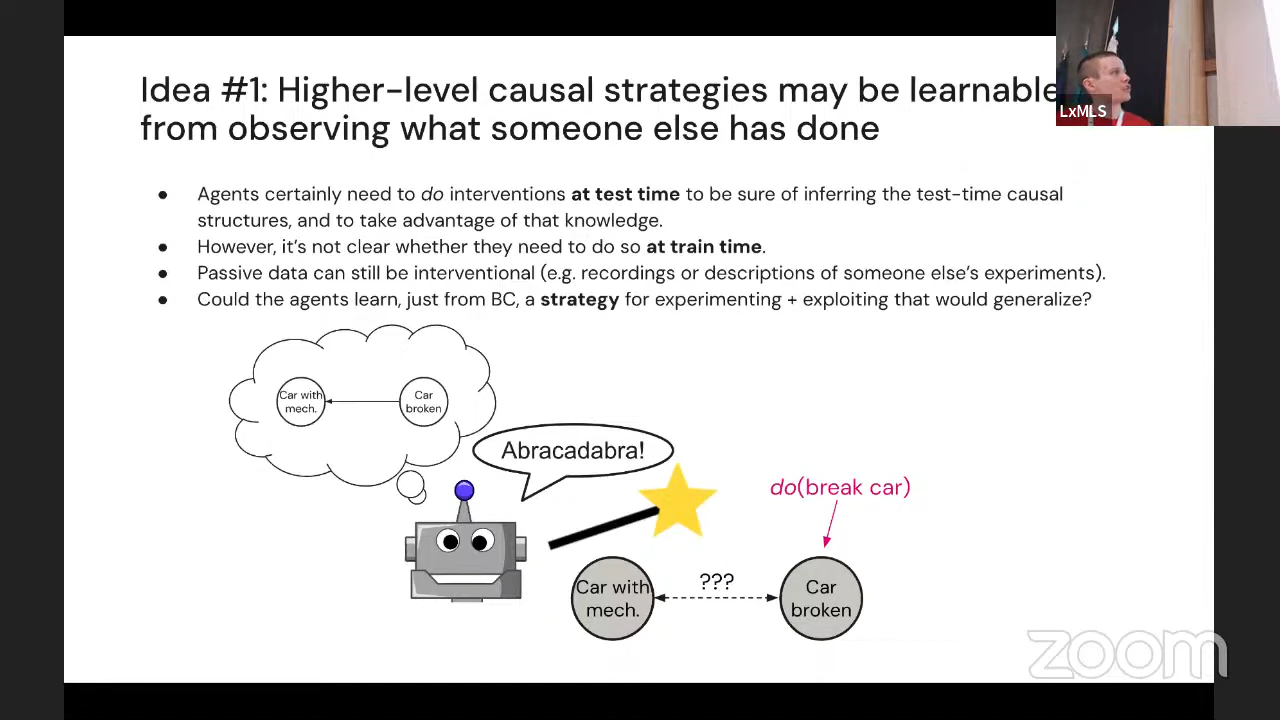 Idea #1: Higher-level causal strategies may be learnable
from observing what someone else has done
LxMLS
● Agents certainly need to do interventions at test time to be sure of inferring the test-time causal
structures, and to take advantage of that knowledge.
● However, it's not clear whether they need to do so at train time.
● Passive data can still be interventional (e.g. recordings or descriptions of someone else's experiments).
● Could the agents learn, just from BC, a strategy for experimenting + exploiting that would generalize?
Car with
mech.
Car
broken
Abracadabra!
do(break car)
Car with
mech.
???
Car
broken
zoom